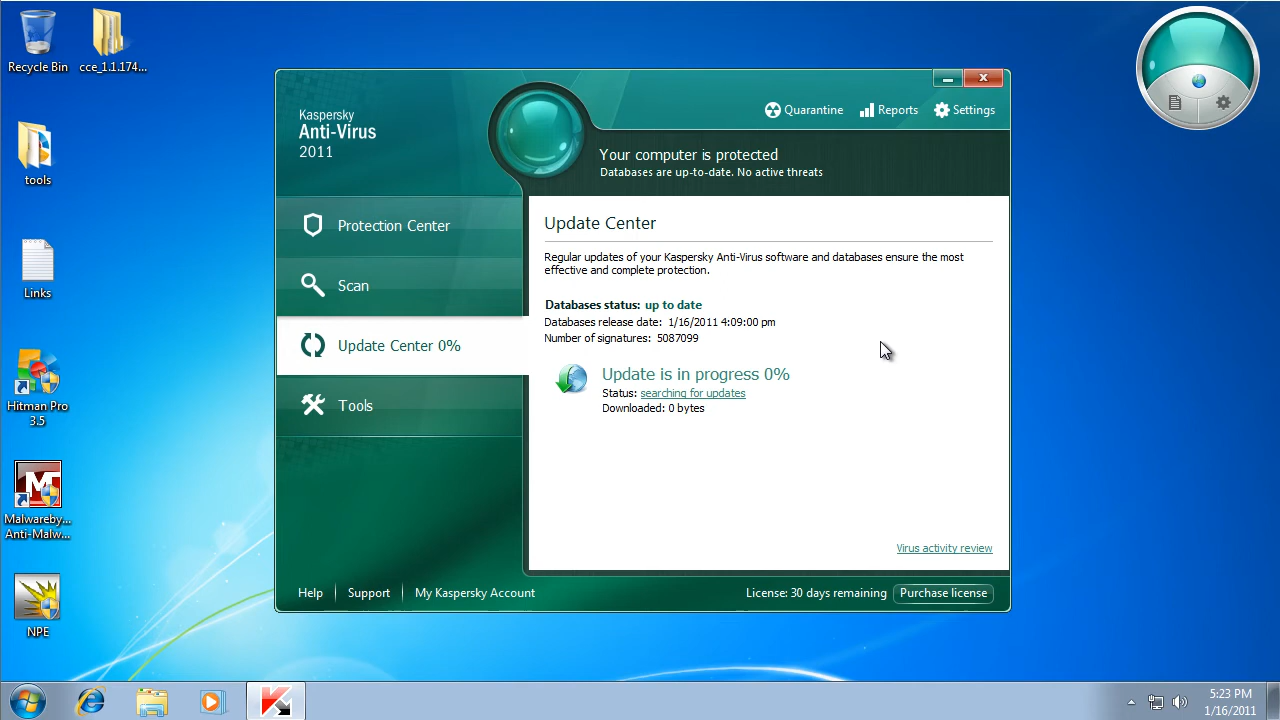 Recycle Bin
cce_1.1.174...
tools
Links
Hitman Pro
3.5
Malwareby...
Anti-Malw...
NPE
Kaspersky
Anti-Virus
2011
Quarantine
Reports
Settings
Your computer is protected
Databases are up-to-date. No active threats
Protection Center
Scan
Update Center 0%
Tools
Update Center
Regular updates of your Kaspersky Anti-Virus software and databases ensure the most
effective and complete protection.
Databases status: up to date
Databases release date: 1/16/2011 4:09:00 pm
Number of signatures: 5087099
Update is in progress 0%
Status: searching for updates
Downloaded: 0 bytes
Virus activity review
Help
Support
My Kaspersky Account
License: 30 days remaining
Purchase license
5:23 PM
1/16/2011